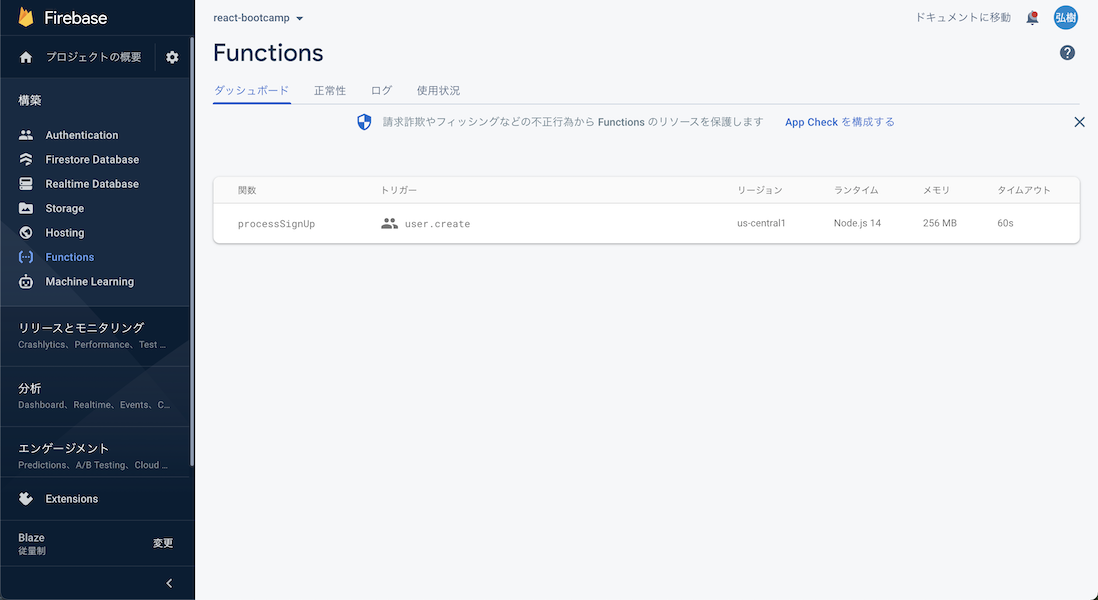 Firebase
プロジェクトの概要
構築
Authentication
Firestore Database
Realtime Database
Storage
Hosting
Functions
Machine Learning
リリースとモニタリング
Crashlytics、Performance、Test ...
分析
Dashboard、Realtime、Events、C...
エンゲージメント
Predictions、A/B Testing、Cloud ...
Extensions
Blaze
従量制
変更
react-bootcamp
ドキュメントに移動
弘樹
Functions
ダッシュボード 正常性 ログ 使用状況
請求詐欺やフィッシングなどの不正行為から Functions のリソースを保護します App Check を構成する
関数 トリガー リージョン ランタイム メモリ タイムアウト
processSignUp user.create us-central1 Node.js 14 256 MB 60s